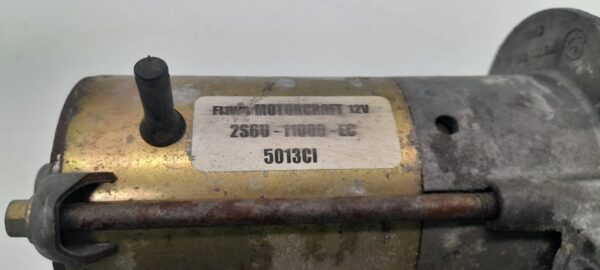 MOTORCRAFT 12V
2S6U - 11000 - EC
5013CI